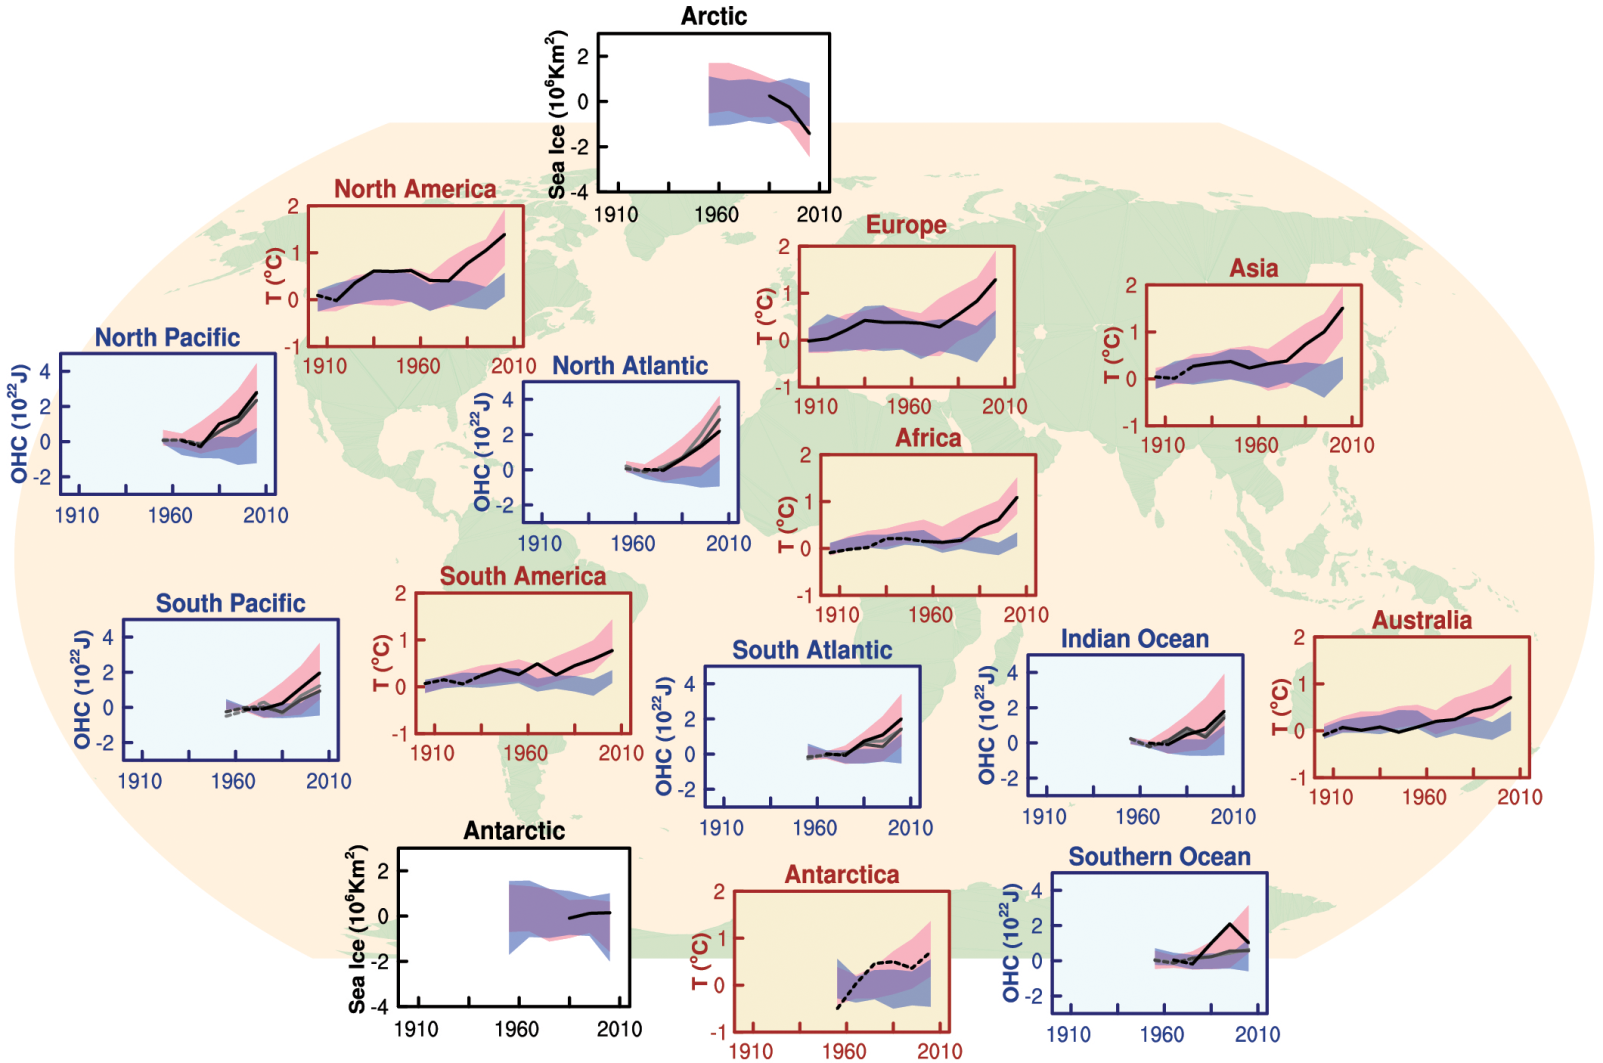 Arctic
Sea Ice (10⁶Km²)
2
0
-2
-4
1910 1960 2010
North America
T (°C)
2
1
0
-1
1910 1960 2010
Europe
T (°C)
2
1
0
-1
1910 1960 2010
Asia
T (°C)
2
1
0
-1
1910 1960 2010
North Pacific
OHC (10²²J)
4
2
0
-2
1910 1960 2010
North Atlantic
OHC (10²²J)
4
2
0
-2
1910 1960 2010
Africa
T (°C)
2
1
0
-1
1910 1960 2010
South Pacific
OHC (10²²J)
4
2
0
-2
1910 1960 2010
South America
T (°C)
2
1
0
-1
1910 1960 2010
South Atlantic
OHC (10²²J)
4
2
0
-2
1910 1960 2010
Indian Ocean
OHC (10²²J)
4
2
0
-2
1910 1960 2010
Australia
T (°C)
2
1
0
-1
1910 1960 2010
Antarctic
Sea Ice (10⁶Km²)
2
0
-2
-4
1910 1960 2010
Antarctica
T (°C)
2
1
0
-1
1910 1960 2010
Southern Ocean
OHC (10²²J)
4
2
0
-2
1910 1960 2010